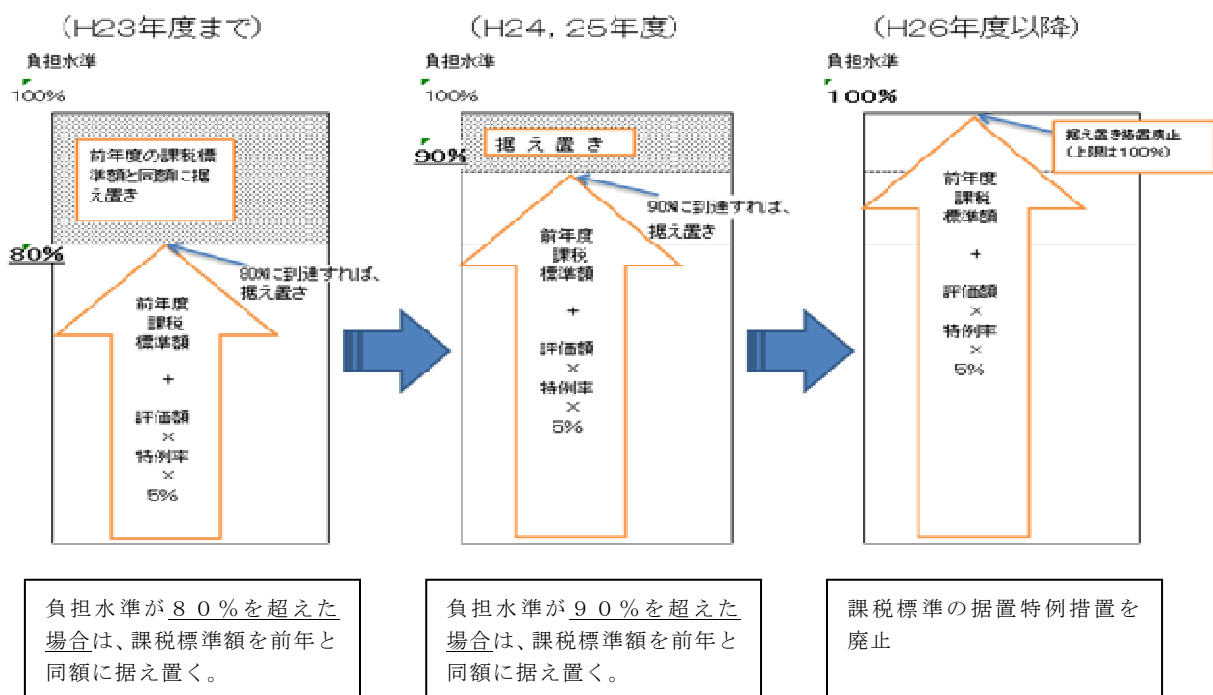 （H23年度まで）
負担水準
100%
前年度の課税標
準額と同額に据
え置き
80%
80%に到達すれば、
据え置き
前年度
課税
標準額
+
評価額
×
特例率
×
5%
負担水準が８０％を超えた
場合は、課税標準額を前年と
同額に据え置く。
（H24, 25年度）
負担水準
100%
90%
据え置き
90%に到達すれば、
据え置き
前年度
課税
標準額
+
評価額
×
特例率
×
5%
負担水準が９０％を超えた
場合は、課税標準額を前年と
同額に据え置く。
（H26年度以降）
負担水準
100%
据え置き措置廃止
（上限は100%）
前年度
課税
標準額
+
評価額
×
特例率
×
5%
課税標準の据置特例措置を
廃止